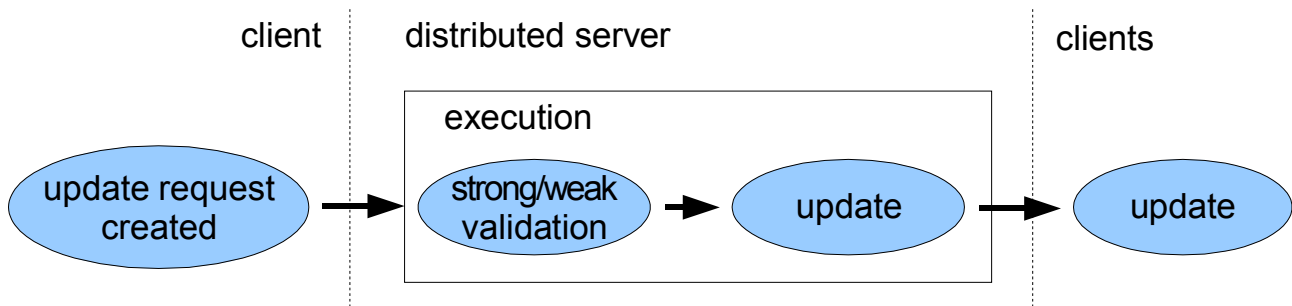 client
distributed server
clients
execution
update request
created
strong/weak
validation
update
update